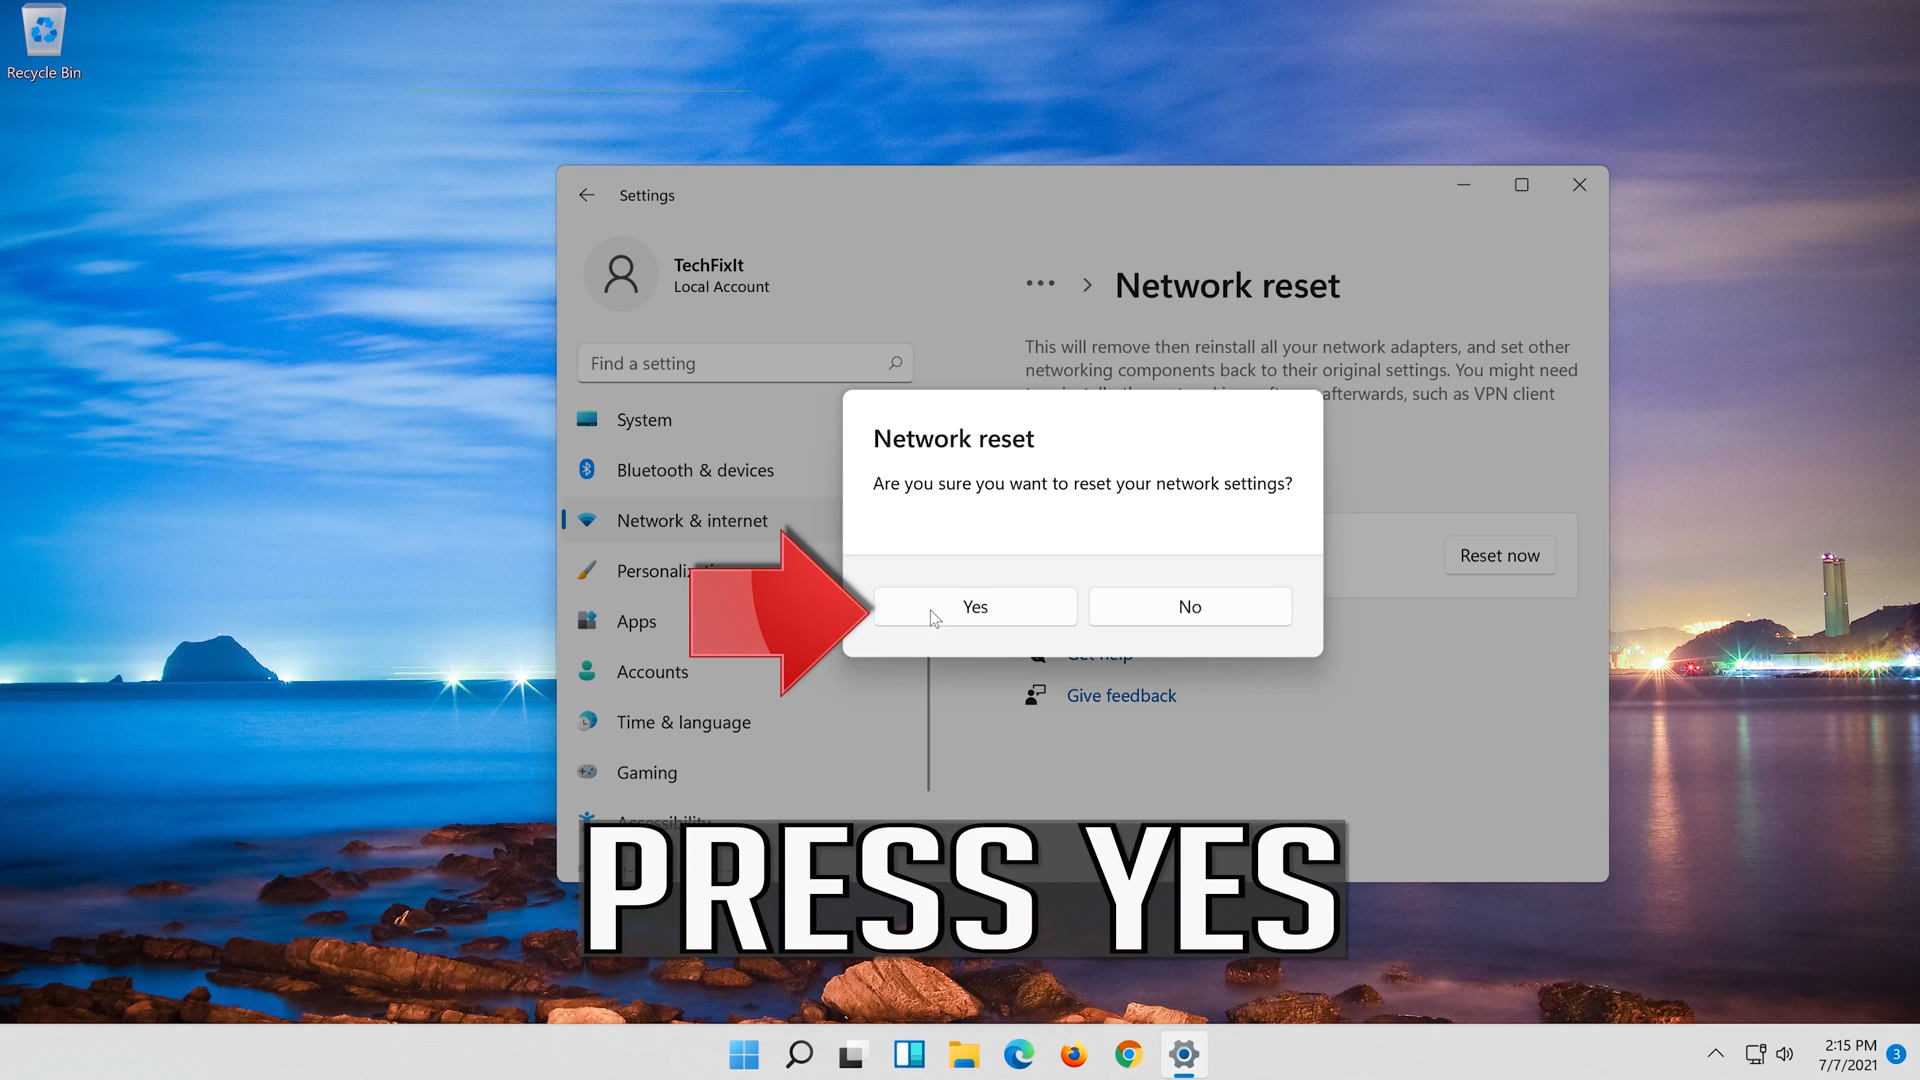 Recycle Bin
Settings
TechFixIt
Local Account
Find a setting
System
Bluetooth & devices
Network & internet
Apps
Accounts
Time & language
Gaming
Accessibility
Network reset
This will remove then reinstall all your network adapters, and set other
networking components back to their original settings. You might need
afterwards, such as VPN client
Reset now
Network reset
Are you sure you want to reset your network settings?
Yes
No
Get help
Give feedback
PRESS YES
2:15 PM
7/7/2021
3